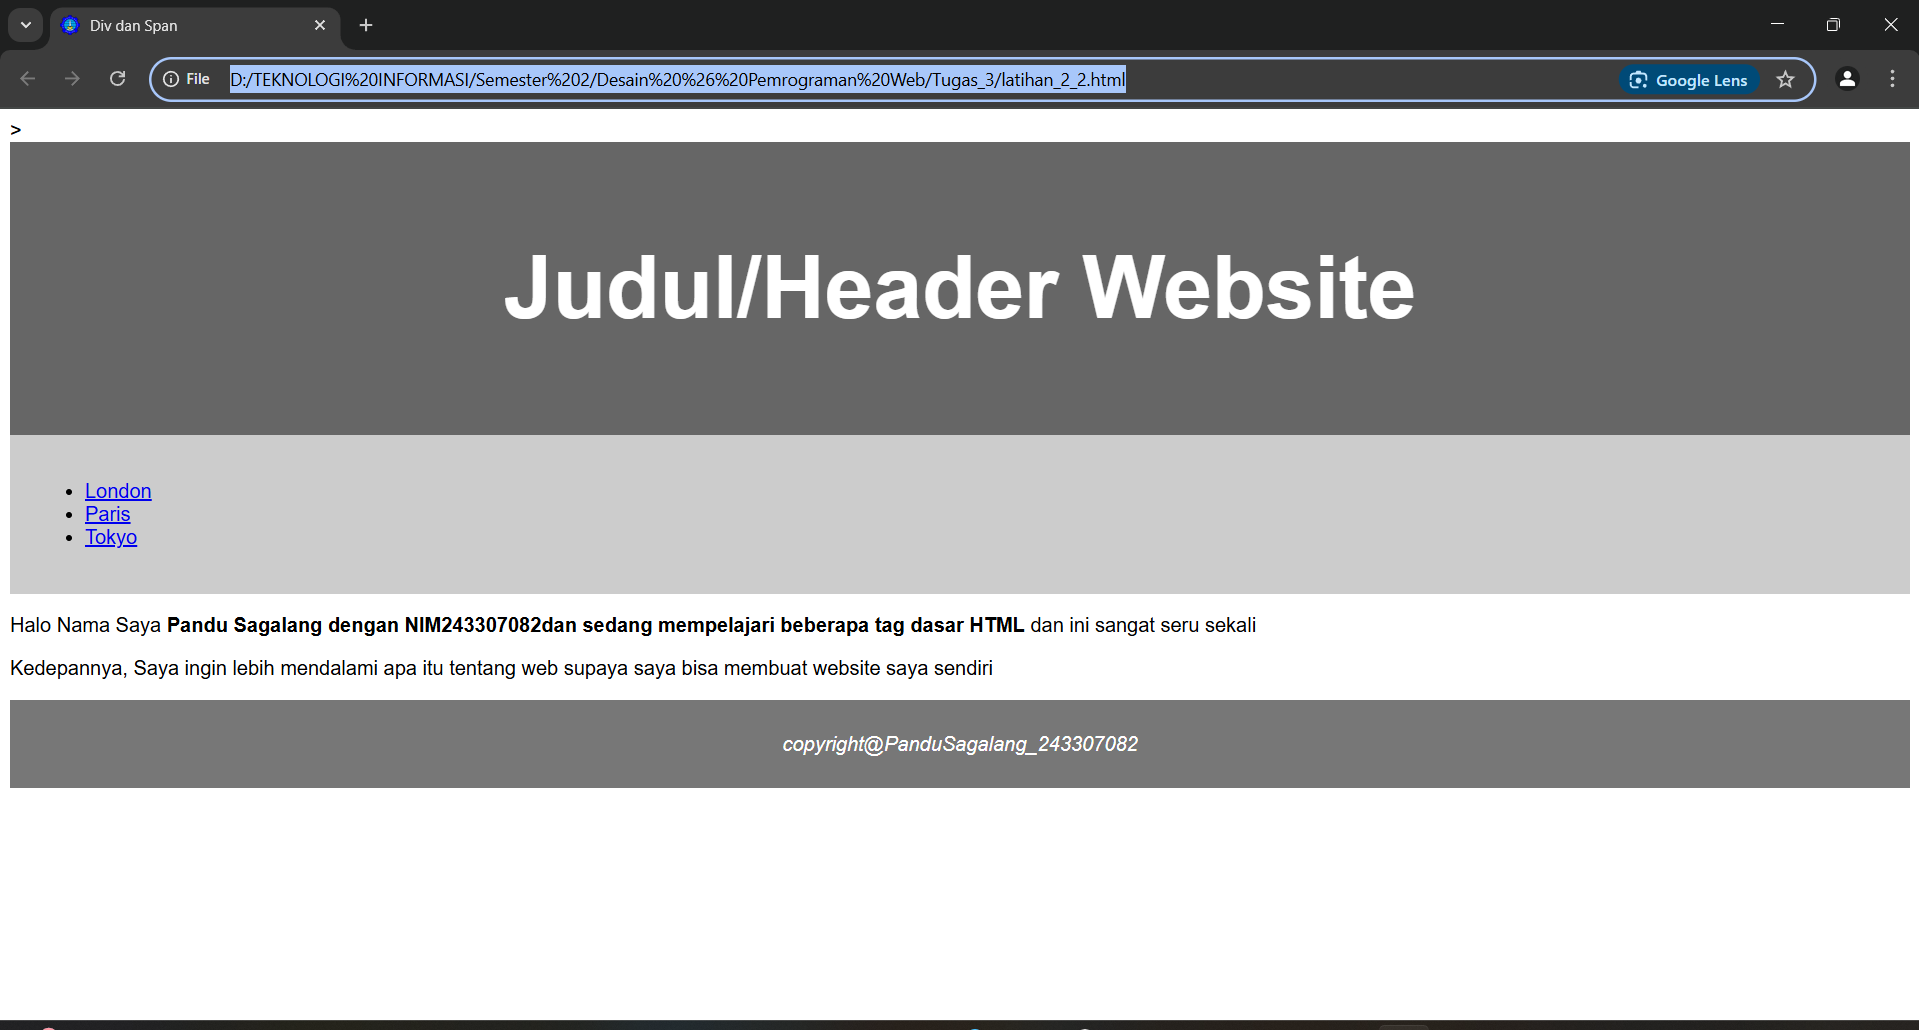 Div dan Span
File D:/TEKNOLOGI%20INFORMASI/Semester%202/Desain%20%26%20Pemrograman%20Web/Tugas_3/latihan_2_2.html Google Lens
>
Judul/Header Website
London
Paris
Tokyo
Halo Nama Saya Pandu Sagalang dengan NIM243307082dan sedang mempelajari beberapa tag dasar HTML dan ini sangat seru sekali
Kedepannya, Saya ingin lebih mendalami apa itu tentang web supaya saya bisa membuat website saya sendiri
copyright@PanduSagalang_243307082